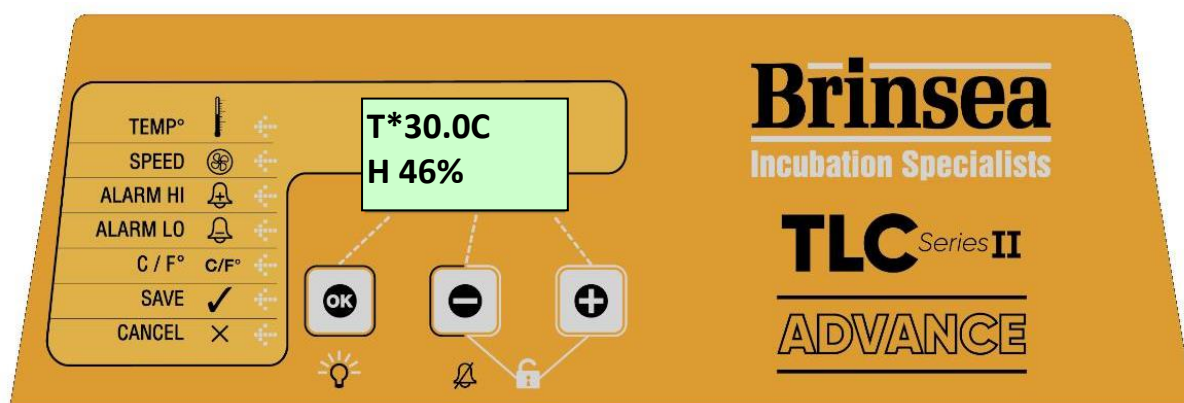 TEMP°
SPEED
ALARM HI
ALARM LO
C / F° C/F°
SAVE
CANCEL
T*30.0C
H 46%
OK
Brinsea
Incubation Specialists
TLC Series II
ADVANCE